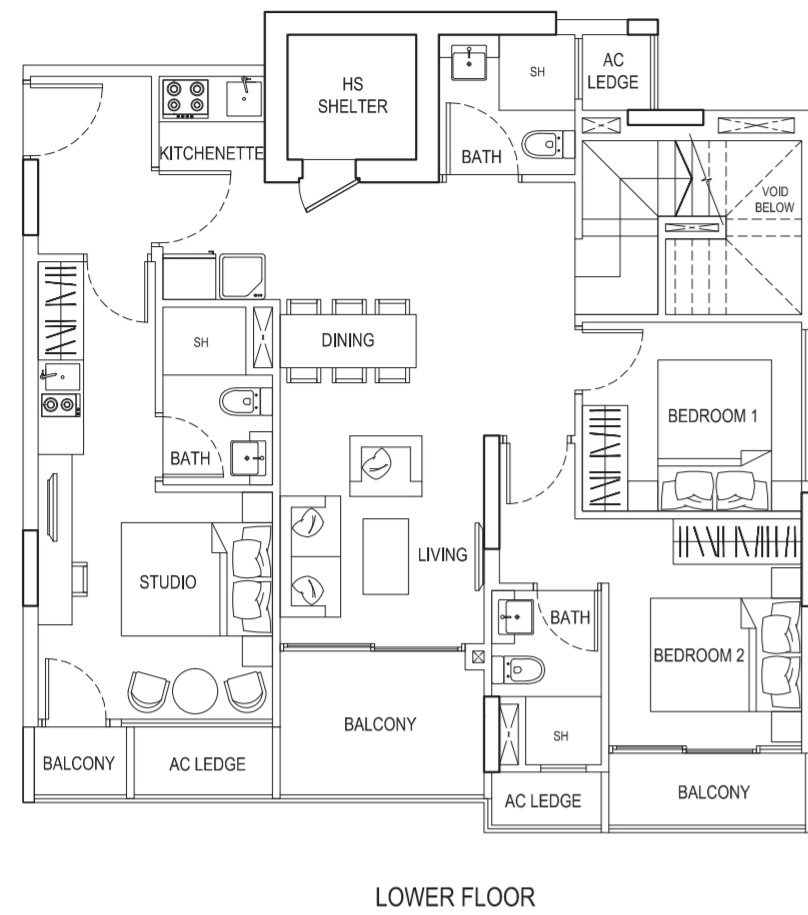 HS
SHELTER
SH
AC
LEDGE
KITCHENETTE
BATH
VOID
BELOW
SH
DINING
BEDROOM 1
BATH
LIVING
STUDIO
BATH
BEDROOM 2
BALCONY
SH
BALCONY
AC LEDGE
AC LEDGE
BALCONY
LOWER FLOOR